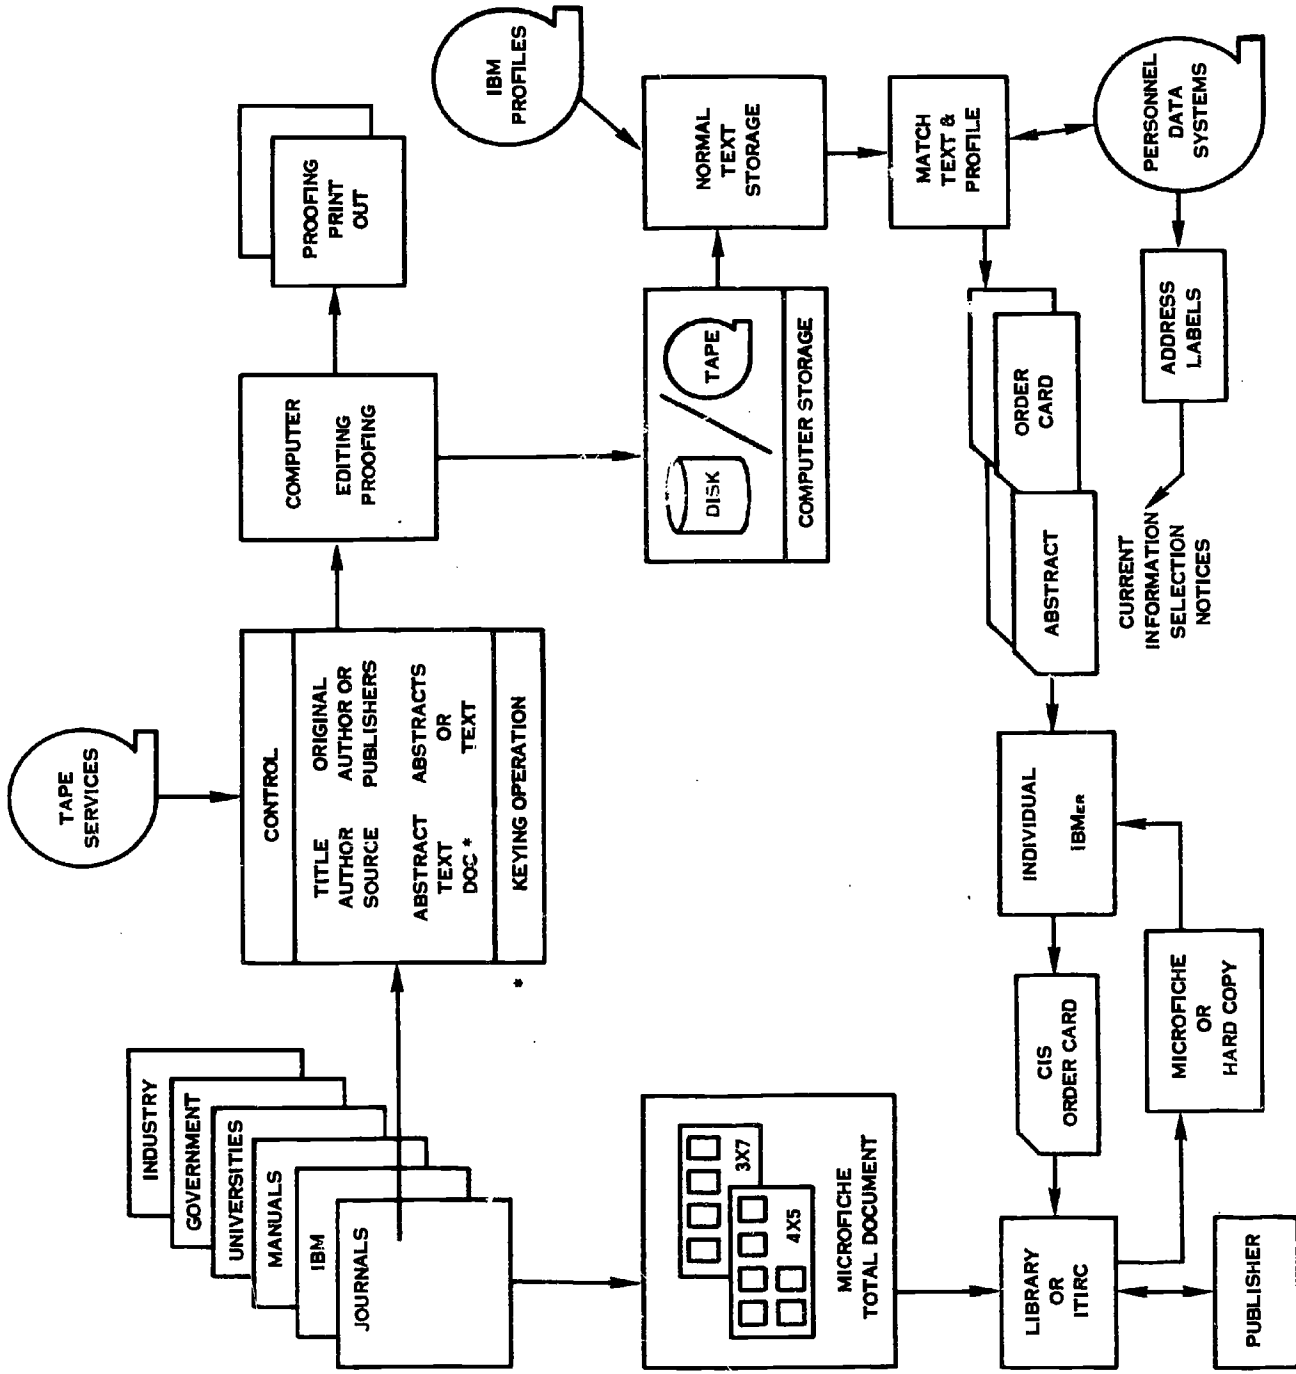 INDUSTRY
GOVERNMENT
UNIVERSITIES
MANUALS
IBM
JOURNALS
TAPE
SERVICES
CONTROL
TITLE
AUTHOR
SOURCE
ORIGINAL
AUTHOR OR
PUBLISHERS
ABSTRACT
TEXT
DOC*
ABSTRACTS
OR
TEXT
* KEYING OPERATION
COMPUTER
EDITING
PROOFING
PROOFING
PRINT
OUT
IBM
PROFILES
DISK
TAPE
COMPUTER STORAGE
NORMAL
TEXT
STORAGE
MATCH
TEXT &
PROFILE
PERSONNEL
DATA
SYSTEMS
ADDRESS
LABELS
ORDER
CARD
ABSTRACT
CURRENT
INFORMATION
SELECTION
NOTICES
INDIVIDUAL
IBMER
CIS
ORDER CARD
MICROFICHE
OR
HARD COPY
3X7
4X5
MICROFICHE
TOTAL DOCUMENT
LIBRARY
OR
ITIRC
PUBLISHER